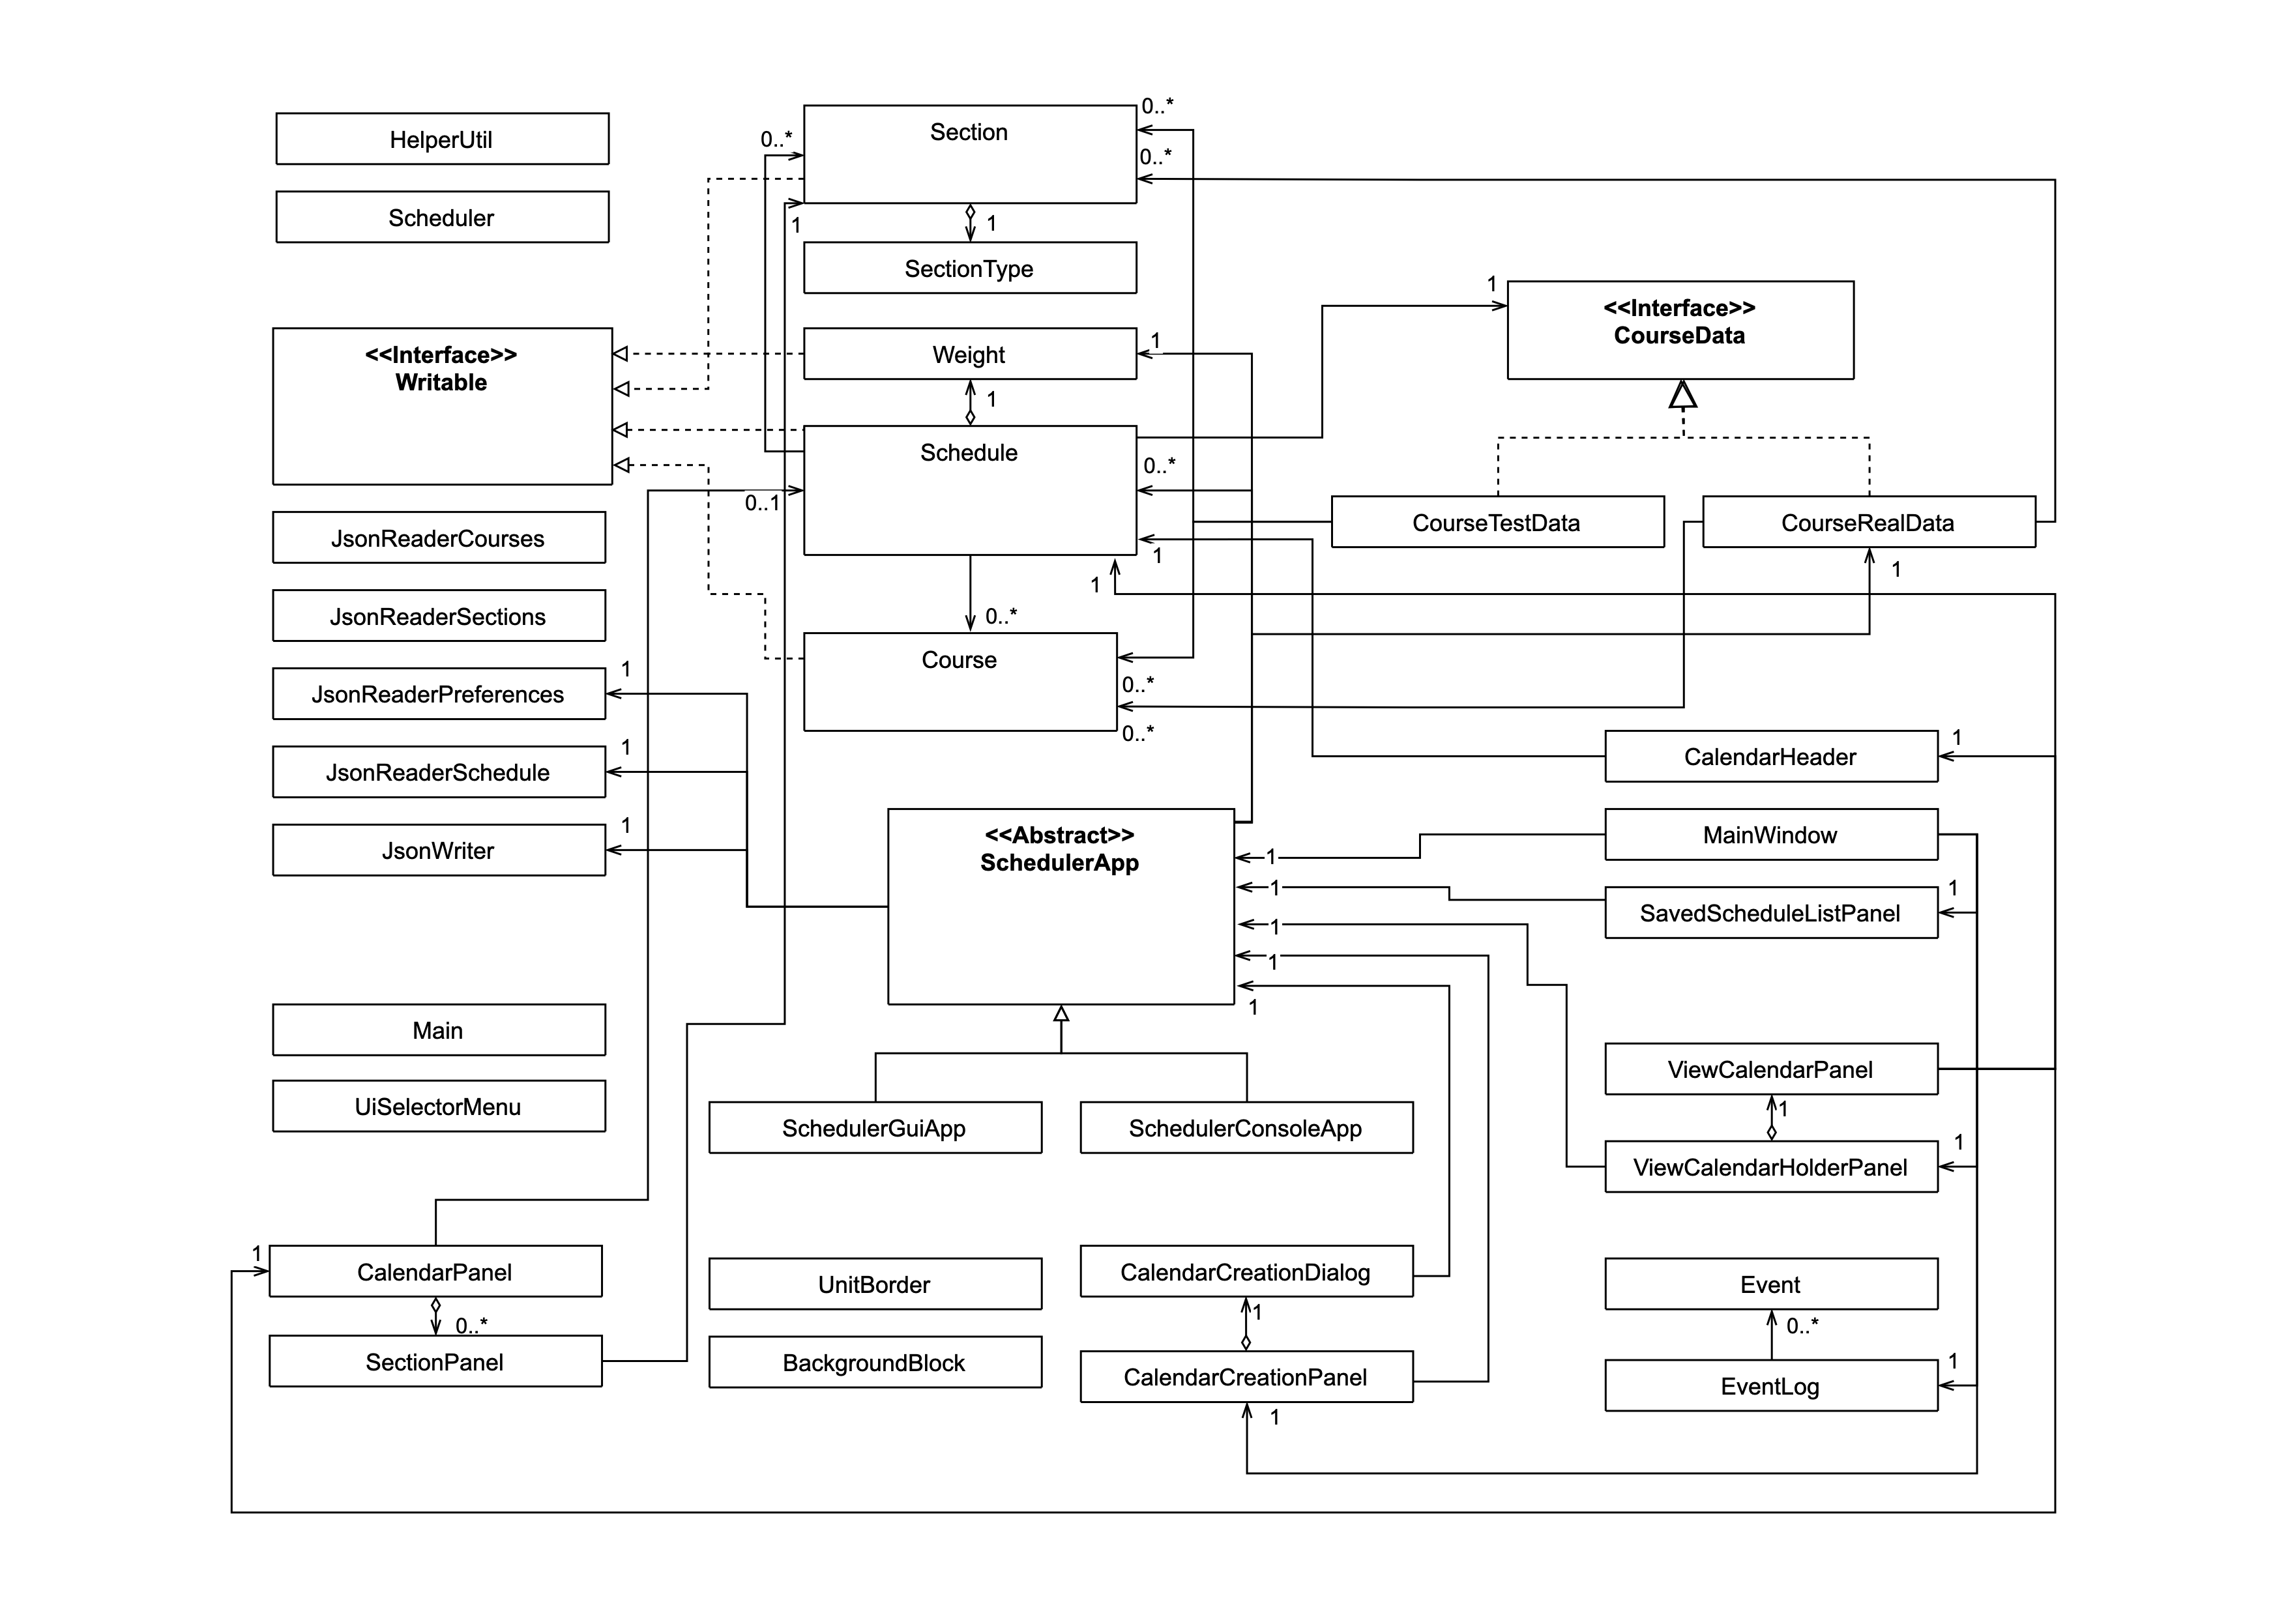 0..*
HelperUtil
Section
0..*
0..*
Scheduler
1
1
SectionType
1
<<Interface>>
CourseData
<<Interface>>
Writable
Weight
1
1
Schedule
0..*
0..1
JsonReaderCourses
CourseTestData
CourseRealData
1
1
1
JsonReaderSections
0..*
Course
1
JsonReaderPreferences
0..*
0..*
1
JsonReaderSchedule
CalendarHeader
1
1
JsonWriter
<<Abstract>>
SchedulerApp
1
MainWindow
1
SavedScheduleListPanel
1
1
1
1
Main
ViewCalendarPanel
1
UiSelectorMenu
SchedulerGuiApp
SchedulerConsoleApp
ViewCalendarHolderPanel
1
1
CalendarPanel
UnitBorder
CalendarCreationDialog
Event
0..*
1
0..*
SectionPanel
BackgroundBlock
CalendarCreationPanel
EventLog
1
1